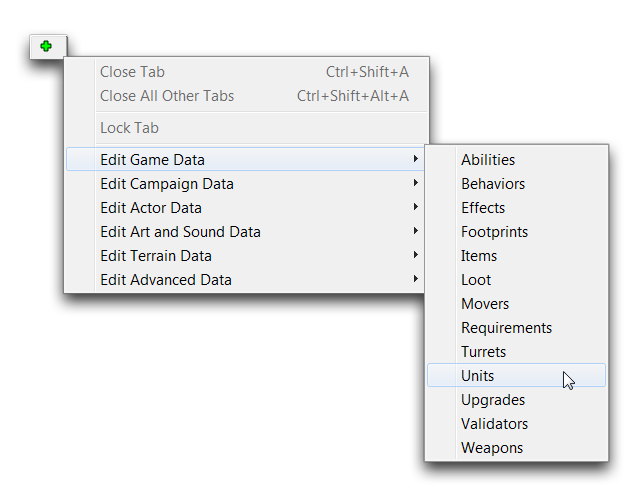 Close Tab Ctrl+Shift+A
Close All Other Tabs Ctrl+Shift+Alt+A
Lock Tab
Edit Game Data
Edit Campaign Data
Edit Actor Data
Edit Art and Sound Data
Edit Terrain Data
Edit Advanced Data
Abilities
Behaviors
Effects
Footprints
Items
Loot
Movers
Requirements
Turrets
Units
Upgrades
Validators
Weapons